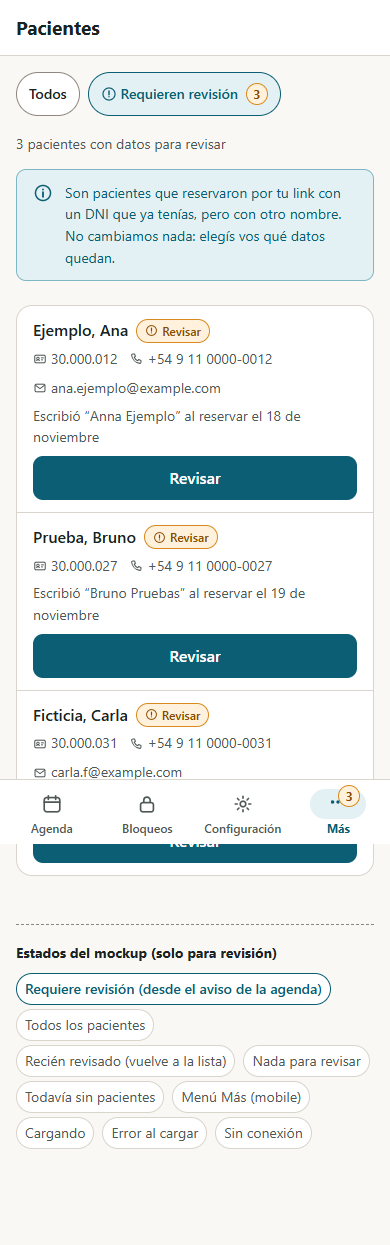 Pacientes
Todos
Requieren revisión 3
3 pacientes con datos para revisar
Son pacientes que reservaron por tu link con
un DNI que ya tenías, pero con otro nombre.
No cambiamos nada: elegís vos qué datos
quedan.
Ejemplo, Ana Revisar
30.000.012 +54 9 11 0000-0012
ana.ejemplo@example.com
Escribió “Anna Ejemplo” al reservar el 18 de
noviembre
Revisar
Prueba, Bruno Revisar
30.000.027 +54 9 11 0000-0027
Escribió “Bruno Pruebas” al reservar el 19 de
noviembre
Revisar
Ficticia, Carla Revisar
30.000.031 +54 9 11 0000-0031
carla.f@example.com
3
Agenda Bloqueos Configuración Más
Revisar
Estados del mockup (solo para revisión)
Requiere revisión (desde el aviso de la agenda)
Todos los pacientes
Recién revisado (vuelve a la lista) Nada para revisar
Todavía sin pacientes Menú Más (mobile)
Cargando Error al cargar Sin conexión